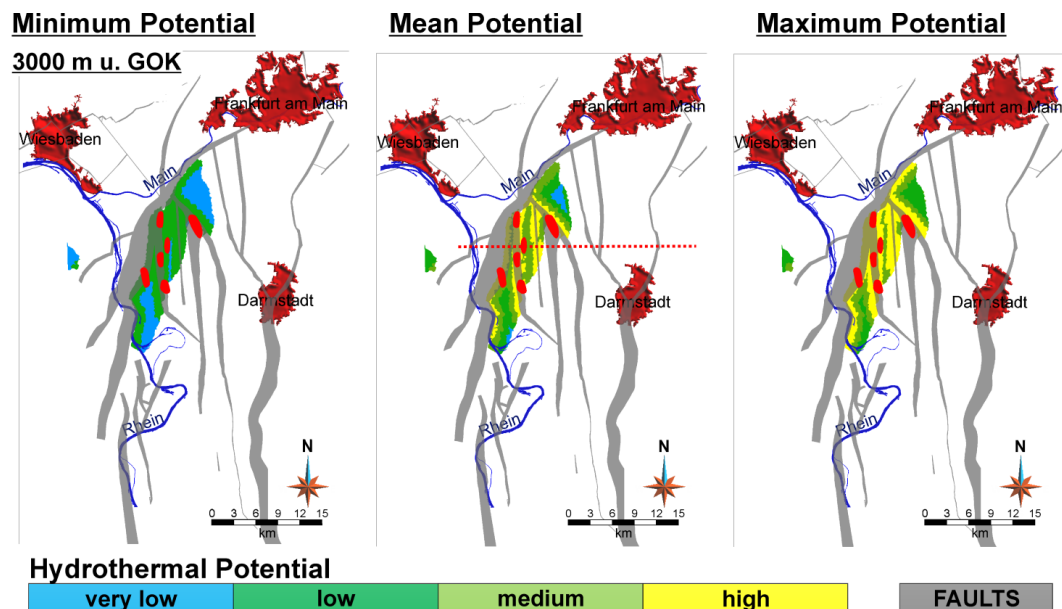 Minimum Potential
Mean Potential
Maximum Potential
3000 m u. GOK
Frankfurt am Main
Wiesbaden
Main
Darmstadt
Rhein
N
0 3 6 9 12 15
km
Frankfurt am Main
Wiesbaden
Main
Darmstadt
Rhein
N
0 3 6 9 12 15
km
Frankfurt am Main
Wiesbaden
Main
Darmstadt
Rhein
N
0 3 6 9 12 15
km
Hydrothermal Potential
very low low medium high FAULTS